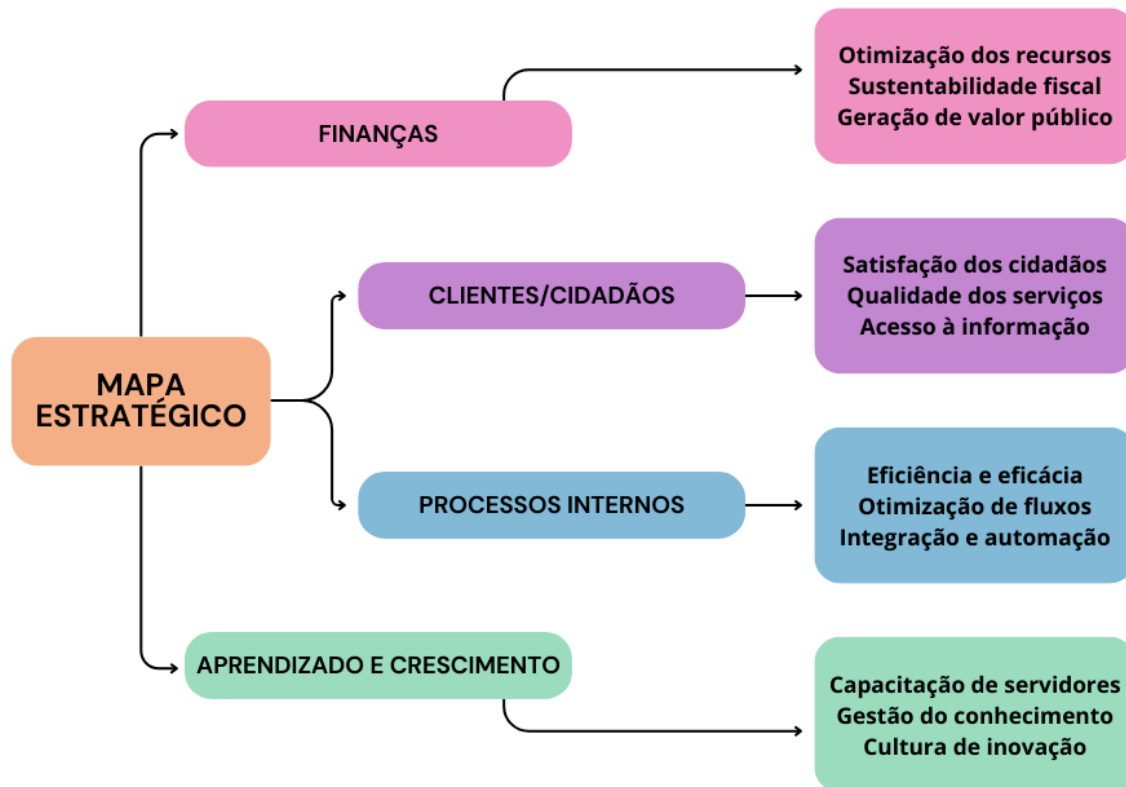 MAPA
ESTRATÉGICO
FINANÇAS
Otimização dos recursos
Sustentabilidade fiscal
Geração de valor público
CLIENTES/CIDADÃOS
Satisfação dos cidadãos
Qualidade dos serviços
Acesso à informação
PROCESSOS INTERNOS
Eficiência e eficácia
Otimização de fluxos
Integração e automação
APRENDIZADO E CRESCIMENTO
Capacitação de servidores
Gestão do conhecimento
Cultura de inovação